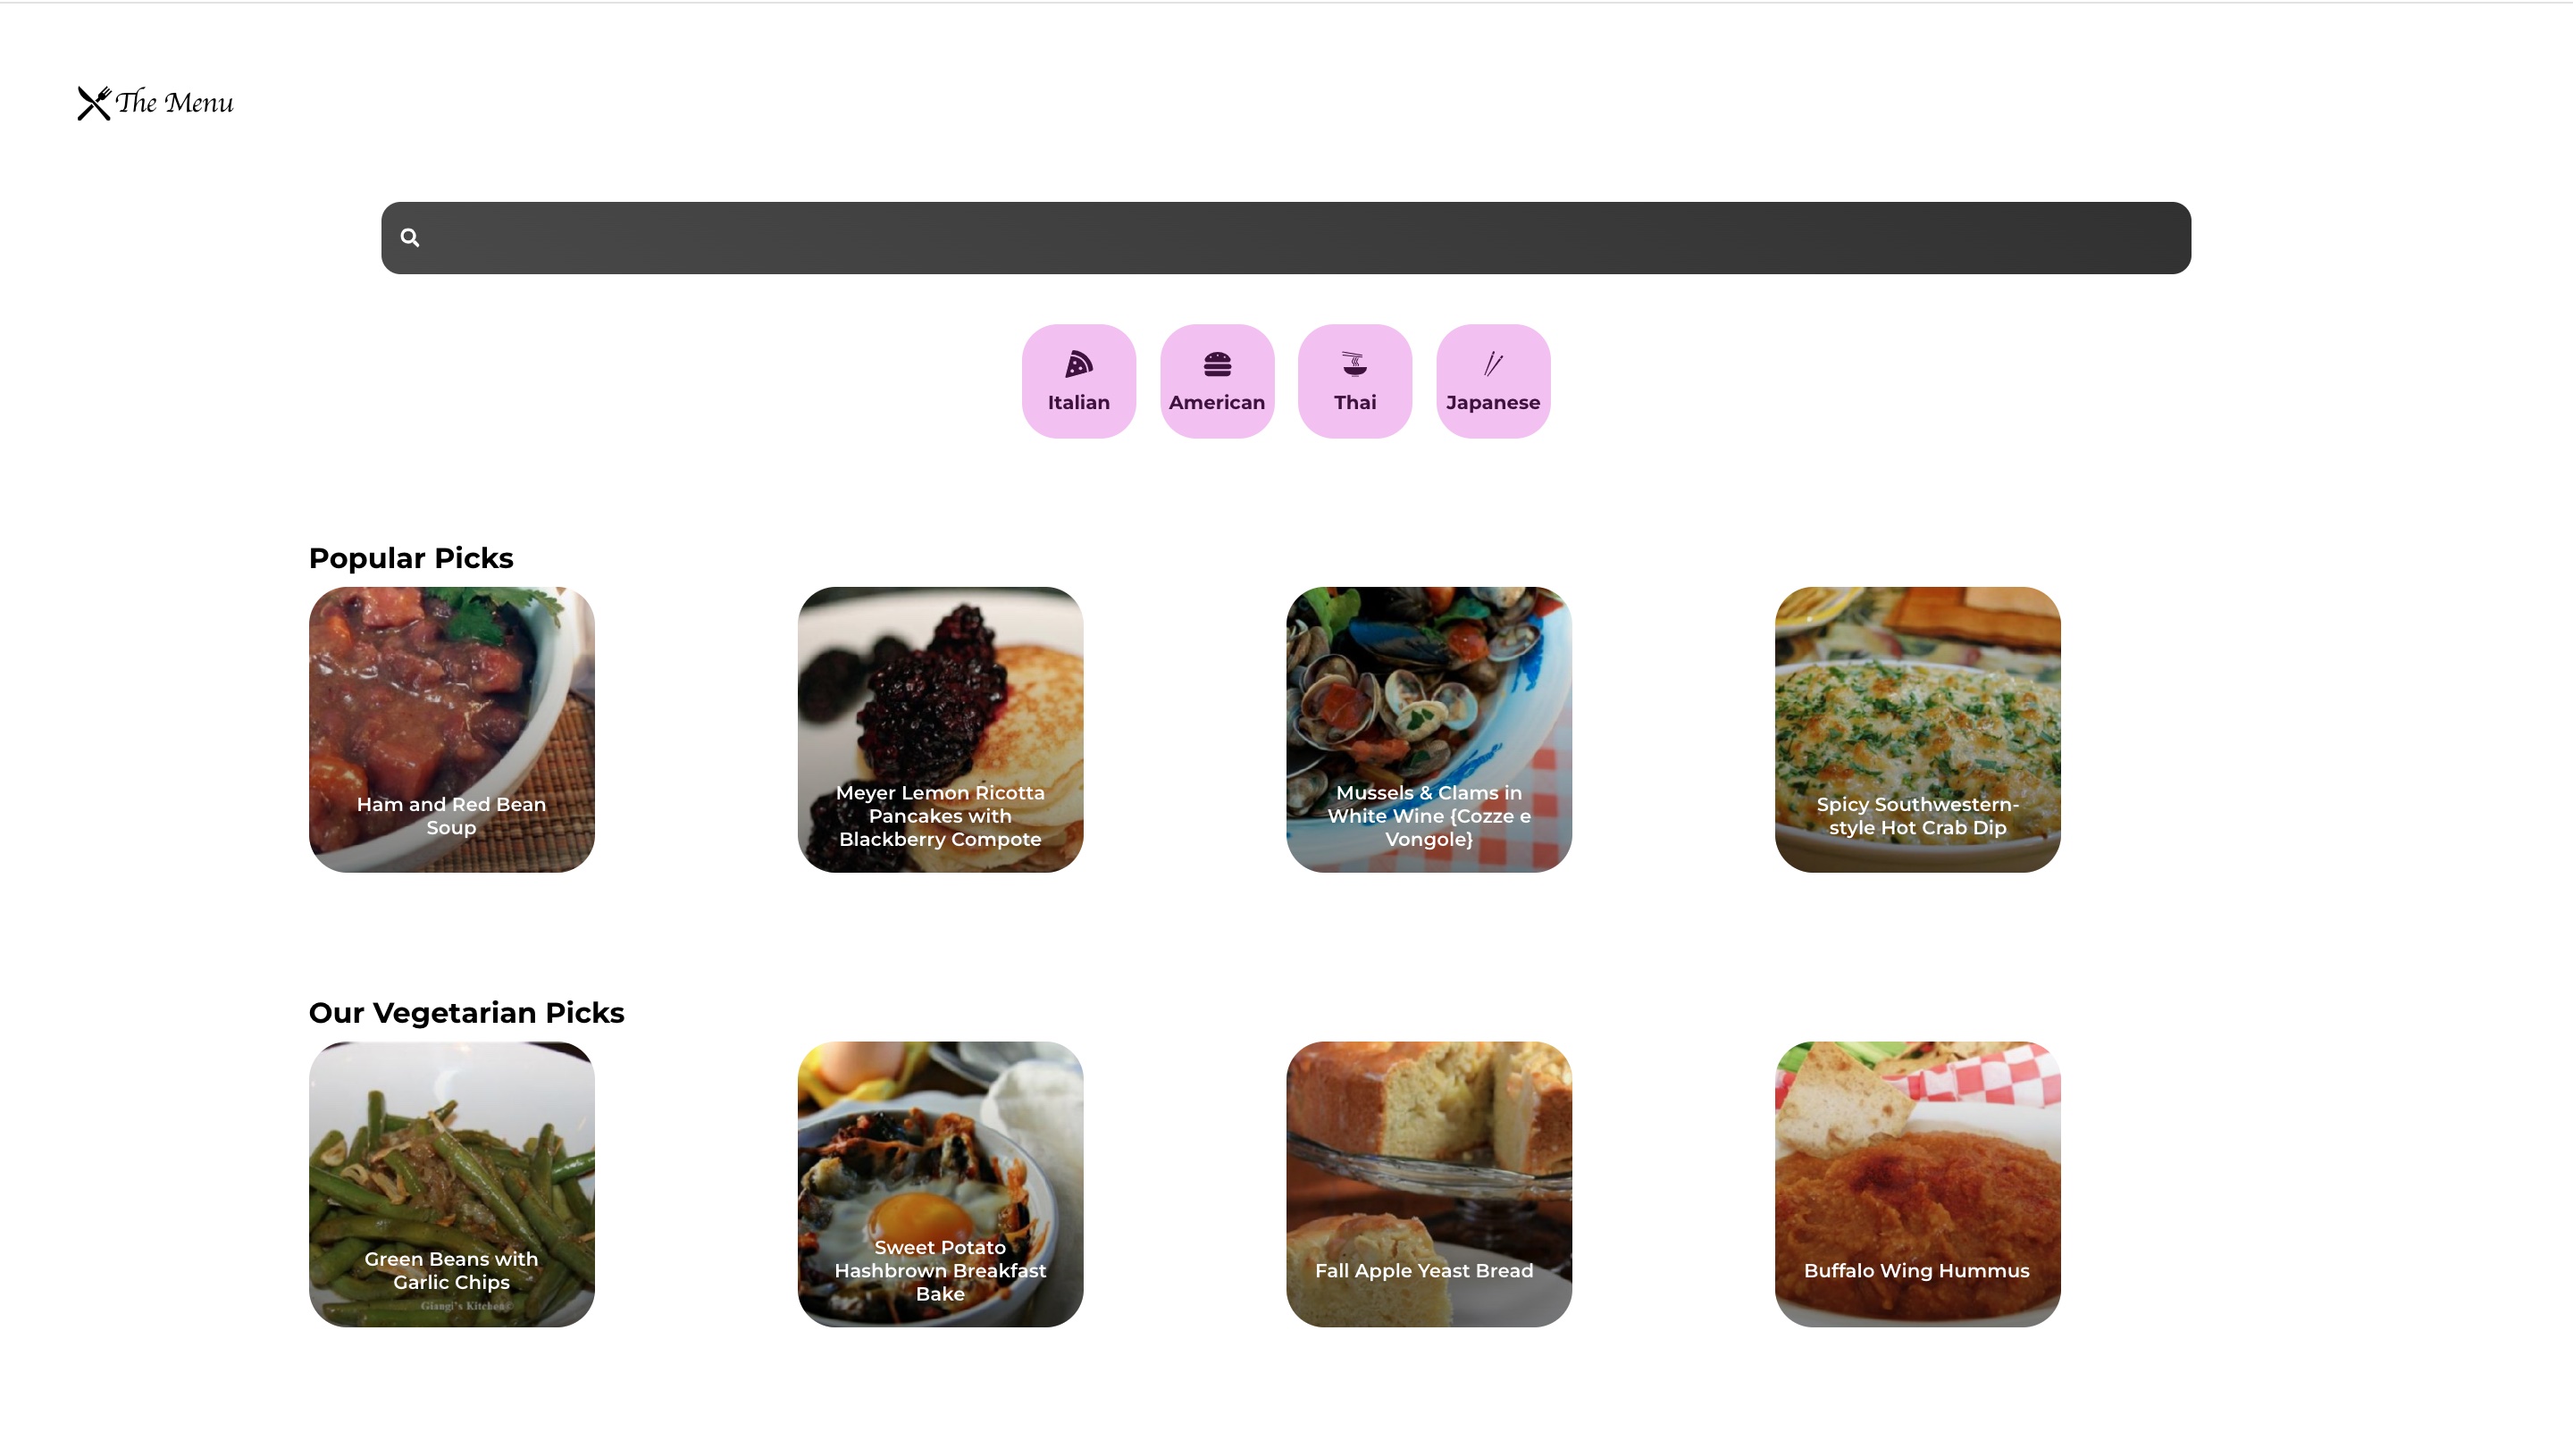 The Menu
Italian
American
Thai
Japanese
Popular Picks
Ham and Red Bean
Soup
Meyer Lemon Ricotta
Pancakes with
Blackberry Compote
Mussels & Clams in
White Wine {Cozze e
Vongole}
Spicy Southwestern-
style Hot Crab Dip
Our Vegetarian Picks
Green Beans with
Garlic Chips
Giangi's Kitchen©
Sweet Potato
Hashbrown Breakfast
Bake
Fall Apple Yeast Bread
Buffalo Wing Hummus